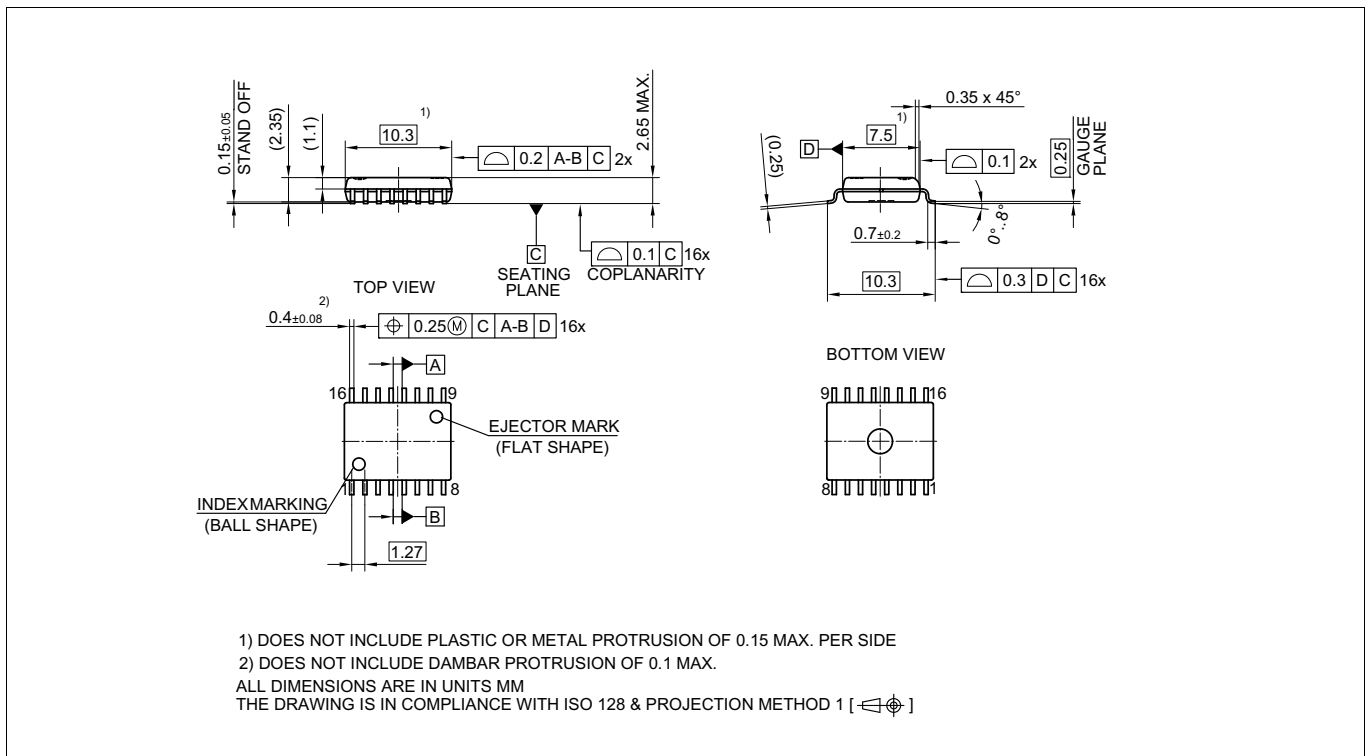 0.15±0.05
STAND OFF
(2.35)
(1.1)
1)
10.3
0.2 A-B C 2x
2.65 MAX.
C
SEATING
PLANE
0.1 C 16x
COPLANARITY
0.35 x 45°
1)
7.5
D
(0.25)
0.1 2x
0.25
GAUGE
PLANE
0°..8°
0.7±0.2
10.3
0.3 D C 16x
TOP VIEW
2)
0.4±0.08
0.25Ⓜ C A-B D 16x
A
16 9
EJECTOR MARK
(FLAT SHAPE)
1 8
INDEXMARKING
(BALL SHAPE)
B
1.27
BOTTOM VIEW
9 16
8 1
1) DOES NOT INCLUDE PLASTIC OR METAL PROTRUSION OF 0.15 MAX. PER SIDE
2) DOES NOT INCLUDE DAMBAR PROTRUSION OF 0.1 MAX.
ALL DIMENSIONS ARE IN UNITS MM
THE DRAWING IS IN COMPLIANCE WITH ISO 128 & PROJECTION METHOD 1 [ ]